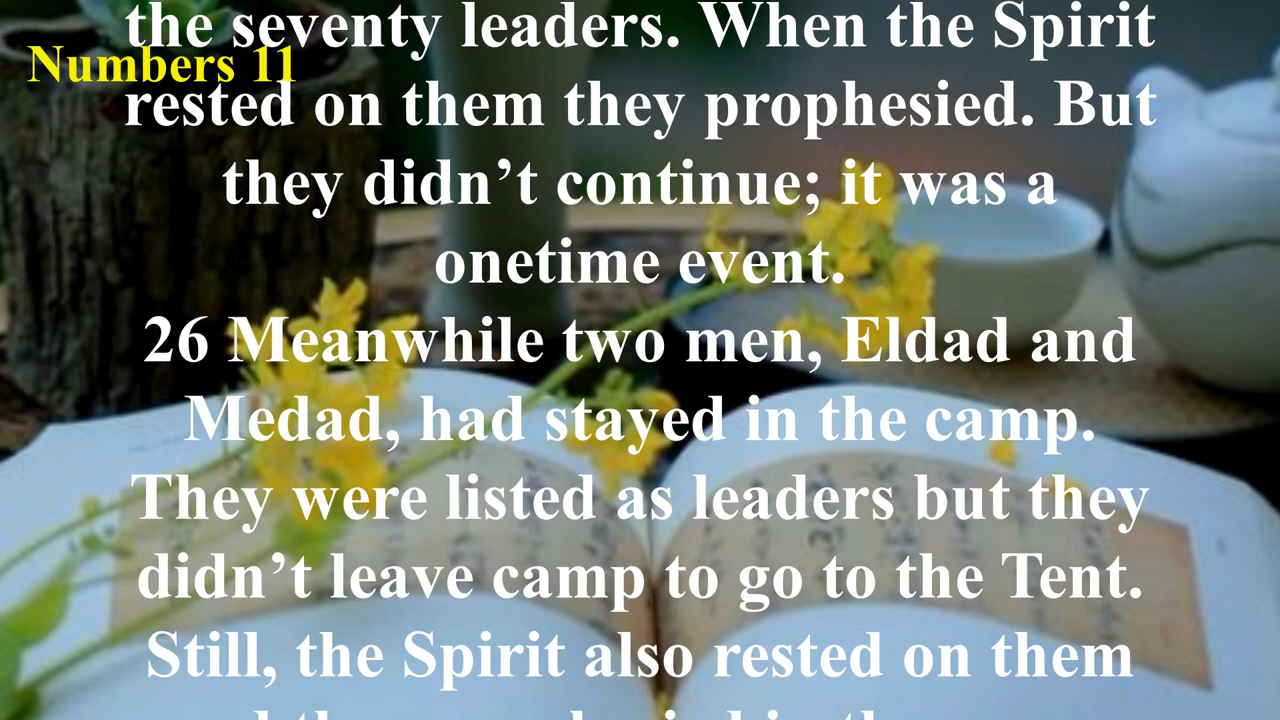 the seventy leaders. When the Spirit
Numbers 11
rested on them they prophesied. But
they didn’t continue; it was a
onetime event.
26 Meanwhile two men, Eldad and
Medad, had stayed in the camp.
They were listed as leaders but they
didn’t leave camp to go to the Tent.
Still, the Spirit also rested on them